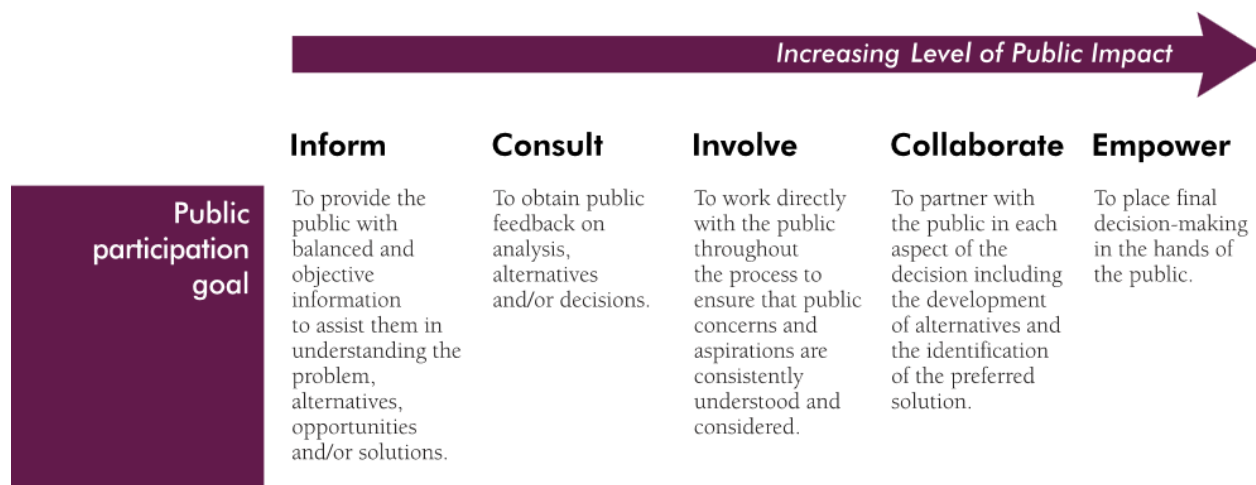 Increasing Level of Public Impact
Inform
Consult
Involve
Collaborate
Empower
Public
participation
goal
To provide the
public with
balanced and
objective
information
to assist them in
understanding the
problem,
alternatives,
opportunities
and/or solutions.
To obtain public
feedback on
analysis,
alternatives
and/or decisions.
To work directly
with the public
throughout
the process to
ensure that public
concerns and
aspirations are
consistently
understood and
considered.
To partner with
the public in each
aspect of the
decision including
the development
of alternatives and
the identification
of the preferred
solution.
To place final
decision-making
in the hands of
the public.